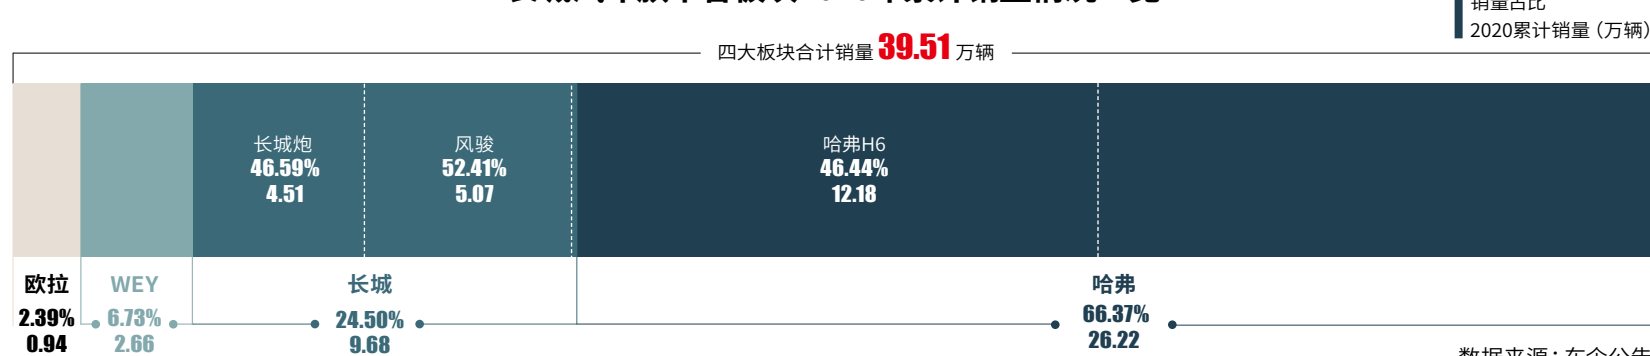 销量占比
2020累计销量（万辆）
四大板块合计销量 39.51 万辆
长城炮
46.59%
4.51
风骏
52.41%
5.07
哈弗H6
46.44%
12.18
欧拉
2.39%
0.94
WEY
6.73%
2.66
长城
24.50%
9.68
哈弗
66.37%
26.22